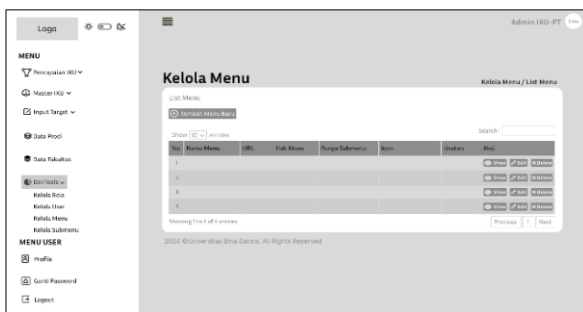 Logo
Admin IKU-PT
MENU
Pencapaian IKU
Master IKU
Input Target
Data Prodi
Data Fakultas
DevTools
Kelola Role
Kelola User
Kelola Menu
Kelola Submenu
MENU USER
Profile
Ganti Password
Logout
Kelola Menu
Kelola Menu / List Menu
List Menu
Tambah Menu Baru
Show 10 entries
Search :
No Nama Menu URL Hak Akses Punya Submenu Icon Urutan Aksi
1 Show Edit Delete
2 Show Edit Delete
3 Show Edit Delete
4 Show Edit Delete
Showing 1 to 4 of 4 entries
Previous 1 Next
2024 ©Universitas Bina Darma. All Rights Reserved